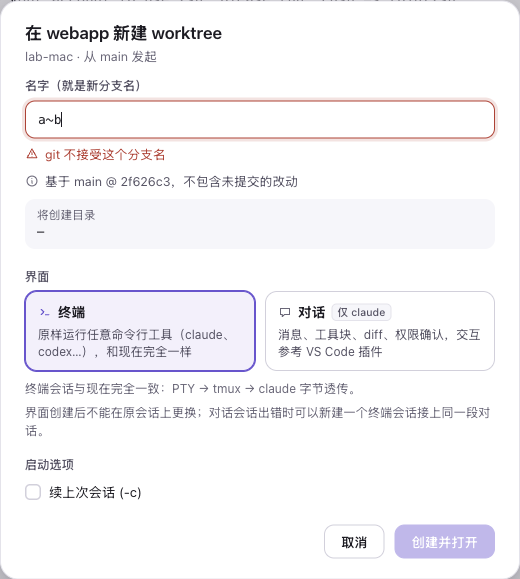 在 webapp 新建 worktree
lab-mac · 从 main 发起
名字（就是新分支名）
a~b
git 不接受这个分支名
基于 main @ 2f626c3，不包含未提交的改动
将创建目录
—
界面
终端
原样运行任意命令行工具（claude、
codex…），和现在完全一样
对话 仅 claude
消息、工具块、diff、权限确认，交互
参考 VS Code 插件
终端会话与现在完全一致：PTY → tmux → claude 字节透传。
界面创建后不能在原会话上更换；对话会话出错时可以新建一个终端会话接上同一段对
话。
启动选项
续上次会话 (-c)
取消
创建并打开